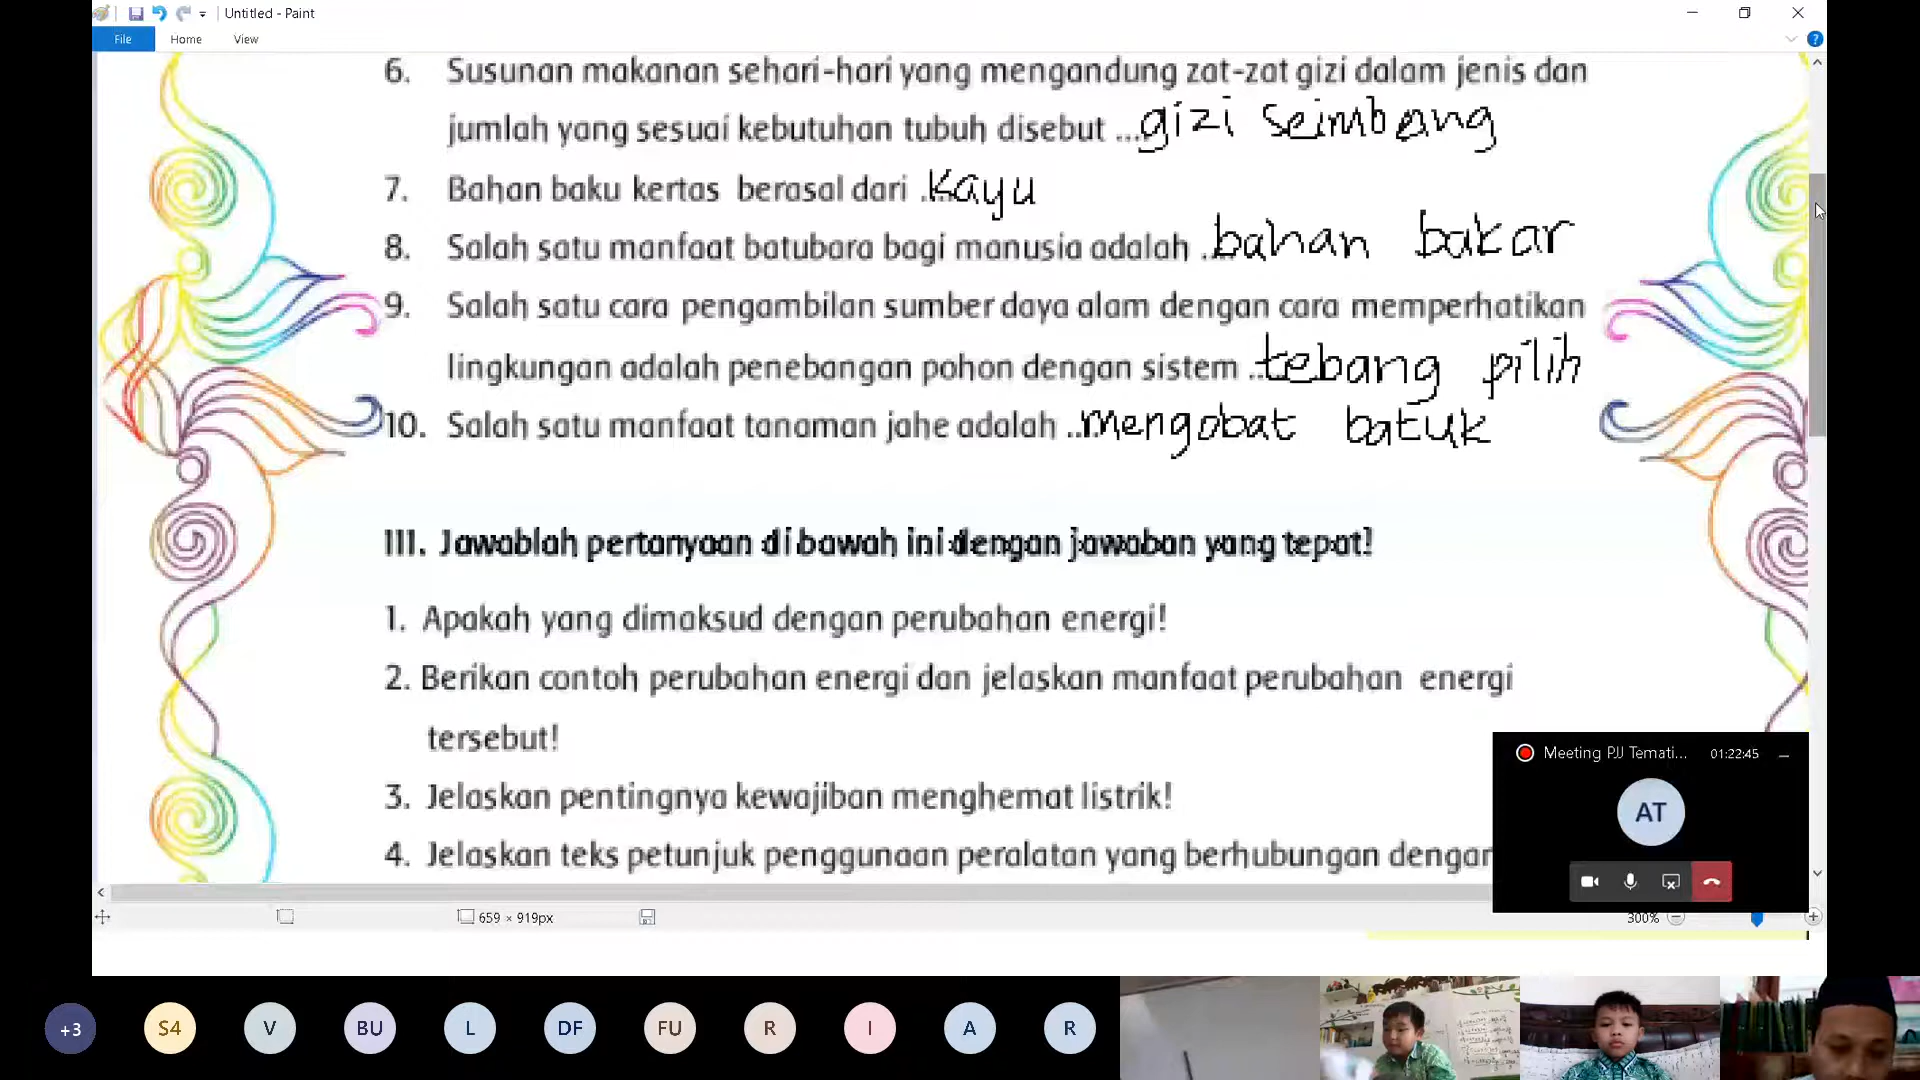 Untitled - Paint
File Home View
6. Susunan makanan sehari-hari yang mengandung zat-zat gizi dalam jenis dan
jumlah yang sesuai kebutuhan tubuh disebut ... gizi seimbang
7. Bahan baku kertas berasal dari ... kayu
8. Salah satu manfaat batubara bagi manusia adalah ... bahan bakar
9. Salah satu cara pengambilan sumber daya alam dengan cara memperhatikan
lingkungan adalah penebangan pohon dengan sistem ... tebang pilih
10. Salah satu manfaat tanaman jahe adalah ... mengobat batuk
III. Jawablah pertanyaan di bawah ini dengan jawaban yang tepat!
1. Apakah yang dimaksud dengan perubahan energi!
2. Berikan contoh perubahan energi dan jelaskan manfaat perubahan energi
tersebut!
3. Jelaskan pentingnya kewajiban menghemat listrik!
4. Jelaskan teks petunjuk penggunaan peralatan yang berhubungan dengan
Meeting PJJ Temati... 01:22:45
AT
659 × 919px
300%
+3 S4 V BU L DF FU R I A R